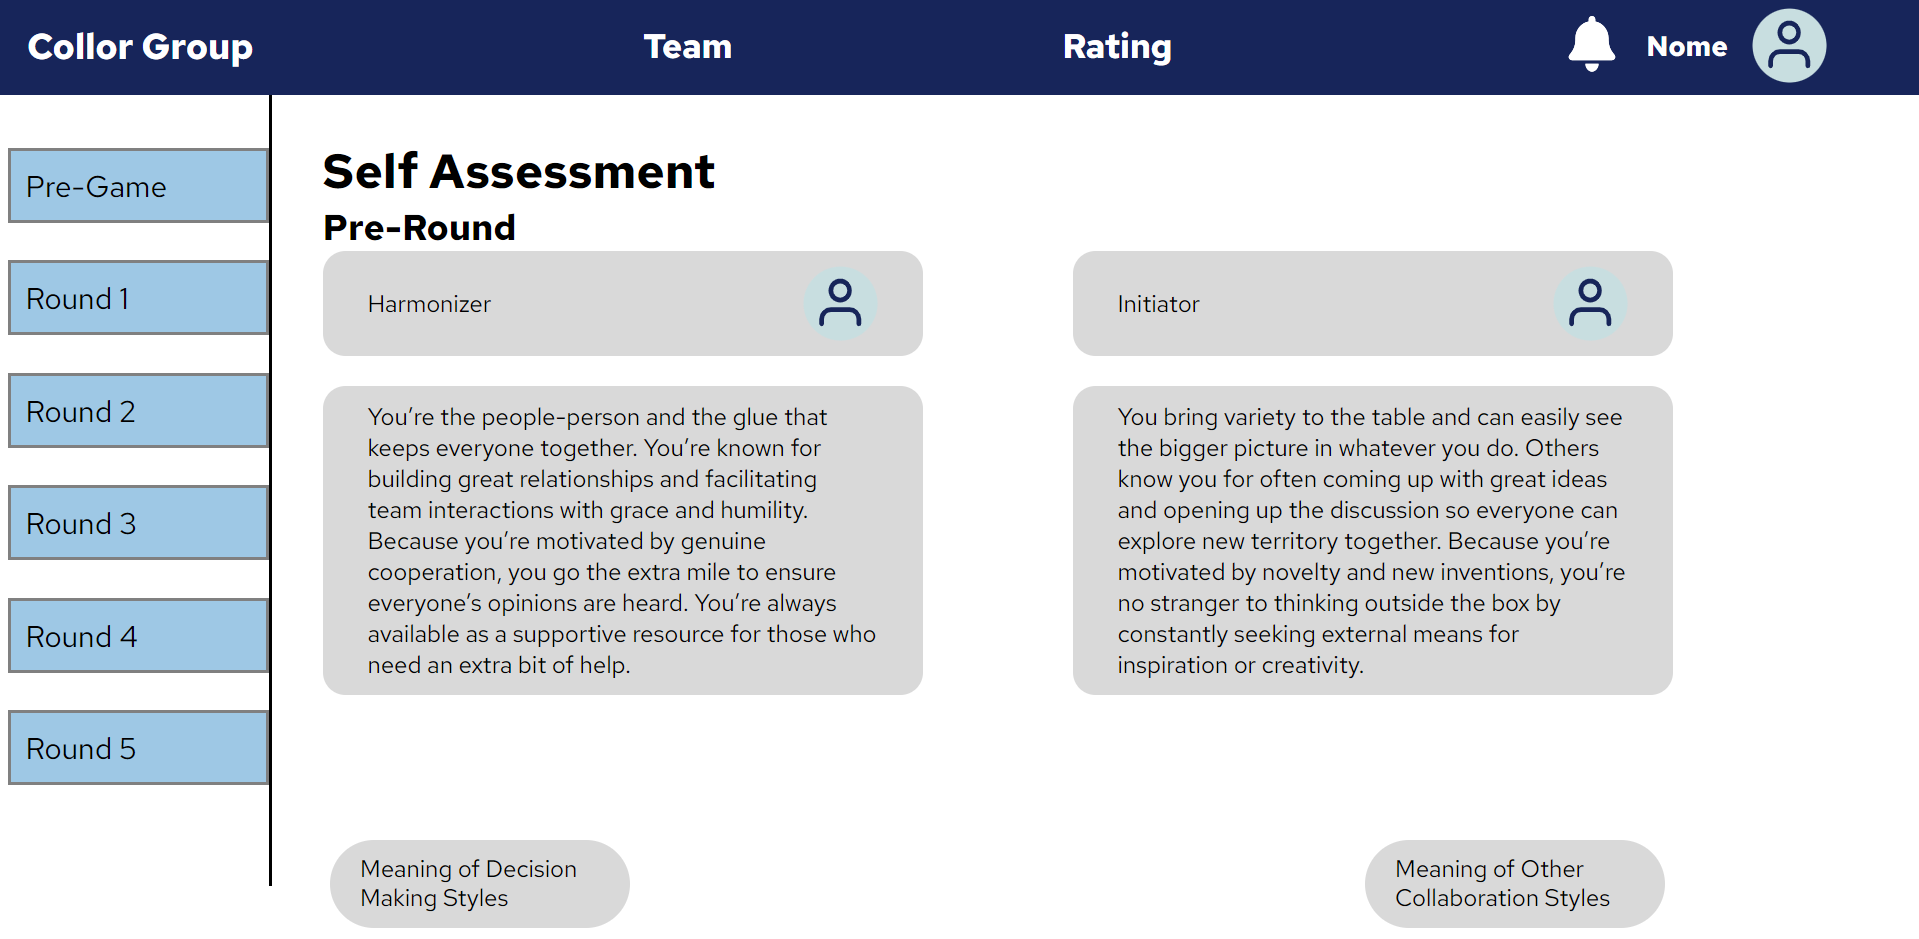 Collor Group
Team
Rating
Nome
Pre-Game
Round 1
Round 2
Round 3
Round 4
Round 5
Self Assessment
Pre-Round
Harmonizer
You’re the people-person and the glue that
keeps everyone together. You’re known for
building great relationships and facilitating
team interactions with grace and humility.
Because you’re motivated by genuine
cooperation, you go the extra mile to ensure
everyone’s opinions are heard. You’re always
available as a supportive resource for those who
need an extra bit of help.
Initiator
You bring variety to the table and can easily see
the bigger picture in whatever you do. Others
know you for often coming up with great ideas
and opening up the discussion so everyone can
explore new territory together. Because you’re
motivated by novelty and new inventions, you’re
no stranger to thinking outside the box by
constantly seeking external means for
inspiration or creativity.
Meaning of Decision
Making Styles
Meaning of Other
Collaboration Styles